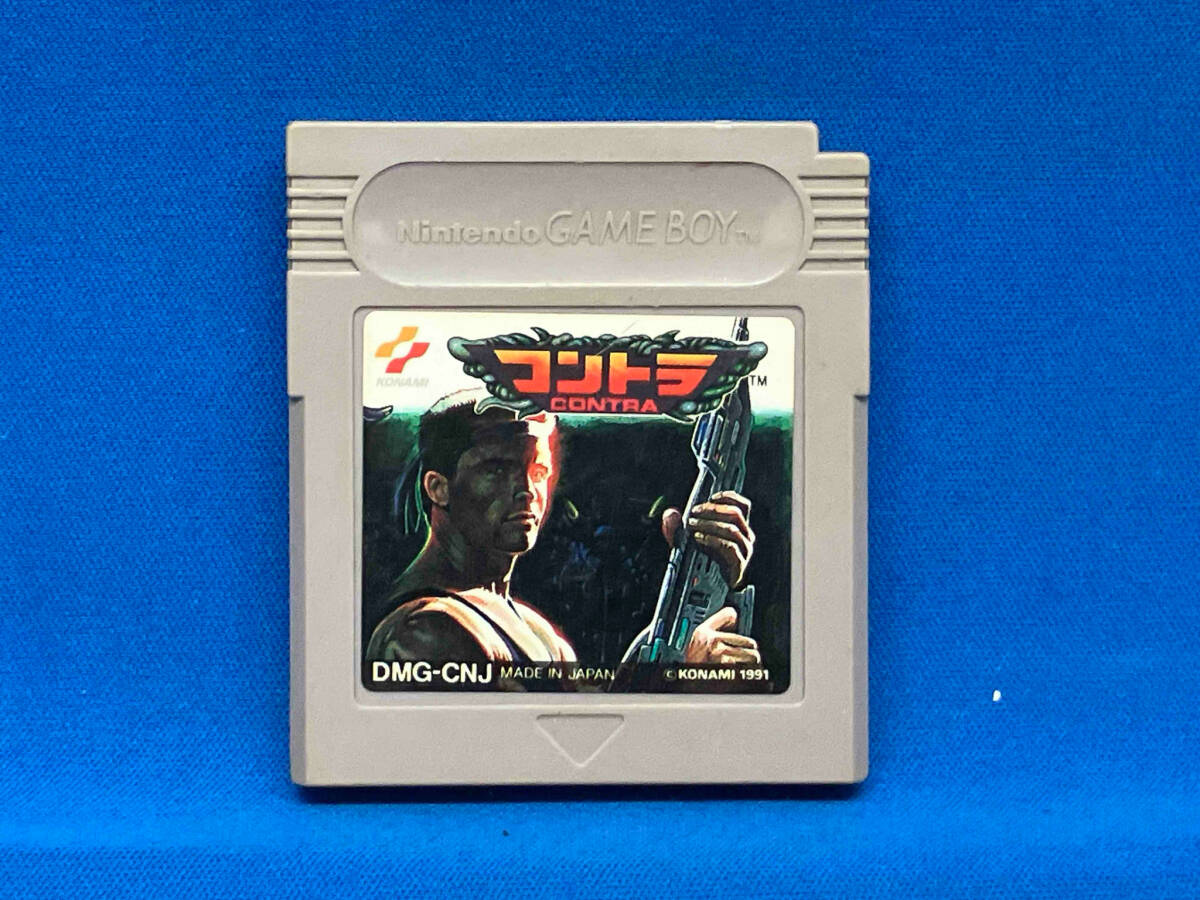 Nintendo GAME BOY TM
KONAMI
コントラ
CONTRA
TM
DMG-CNJ MADE IN JAPAN ©KONAMI 1991